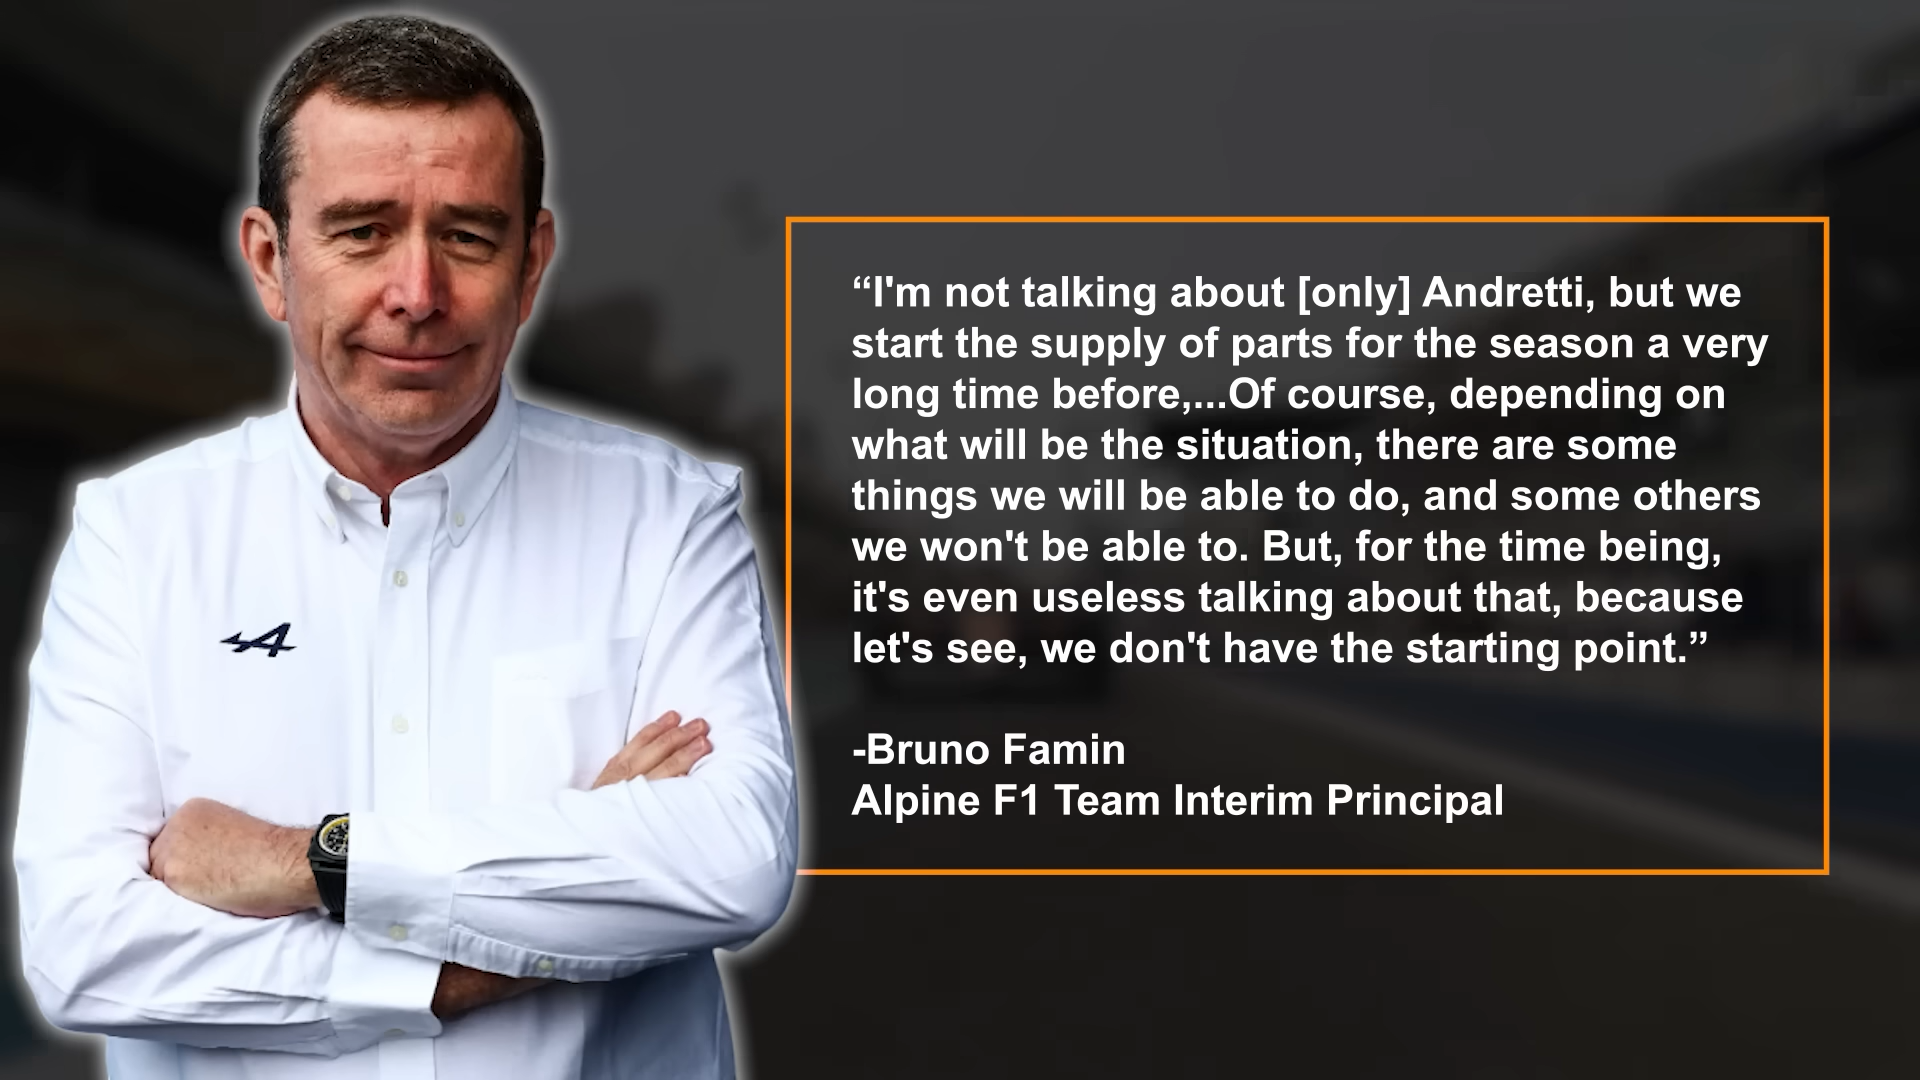 “I'm not talking about [only] Andretti, but we
start the supply of parts for the season a very
long time before,...Of course, depending on
what will be the situation, there are some
things we will be able to do, and some others
we won't be able to. But, for the time being,
it's even useless talking about that, because
let's see, we don't have the starting point.”
-Bruno Famin
Alpine F1 Team Interim Principal